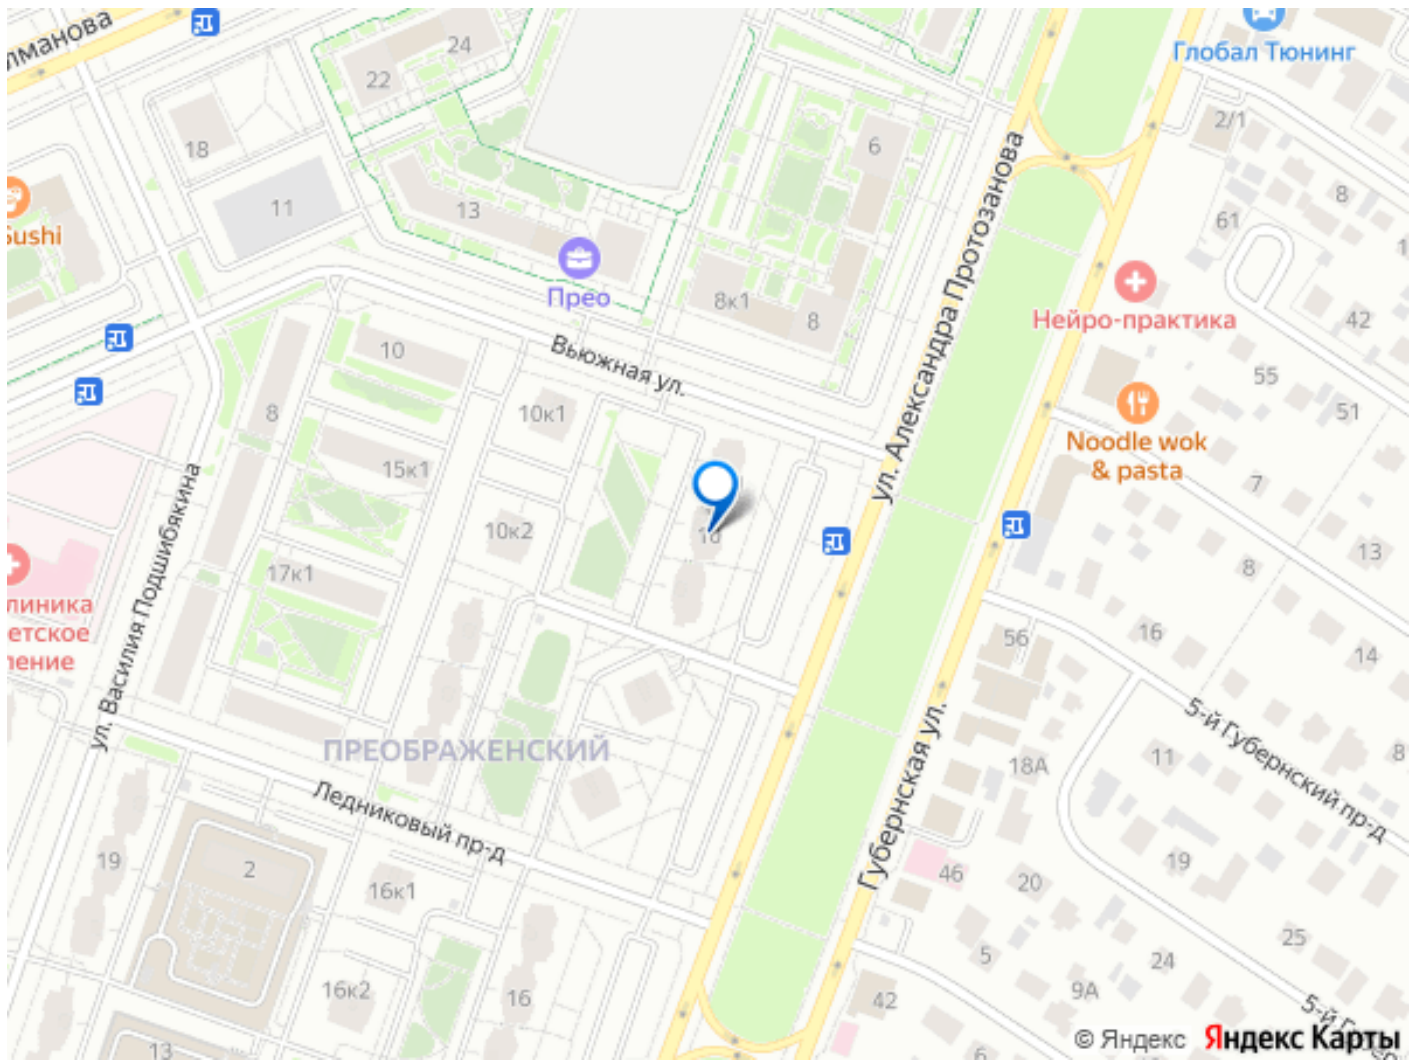 лманова
24
22
18
11
13
Прео
Sushi
6
8к1
8
Глобал Тюнинг
2/1
8
61
42
Нейро-практика
ул. Александра Протозанова
55
51
Noodle wok
& pasta
7
13
8
Вьюжная ул.
10
10к1
8
15к1
10к2
17к1
ул. Василия Подшибякина
линика
етское
ление
56
16
14
5-й Губернский пр-д
11
8
18А
Губернская ул.
ПРЕОБРАЖЕНСКИЙ
Ледниковый пр-д
19
2
16к1
16к2
16
13
46
20
19
25
5
24
9А
42
6
© Яндекс
Яндекс Карты